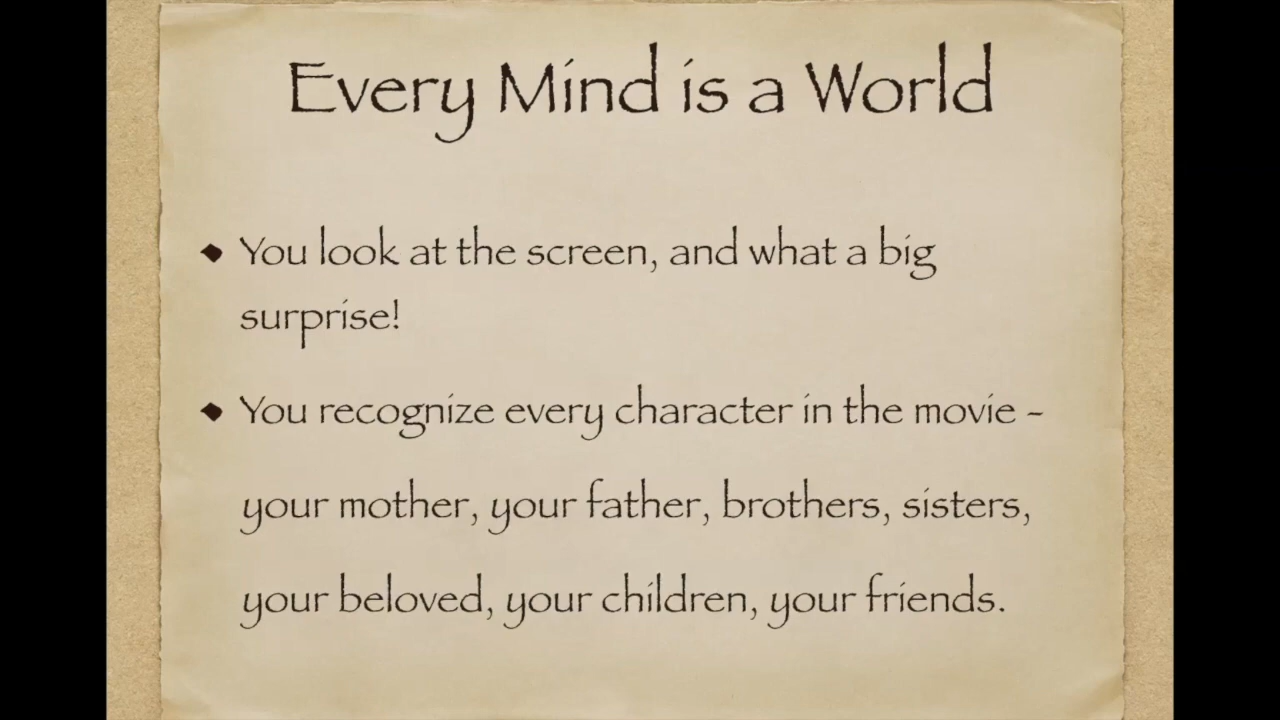 Every Mind is a World
You look at the screen, and what a big
surprise!
You recognize every character in the movie -
your mother, your father, brothers, sisters,
your beloved, your children, your friends.